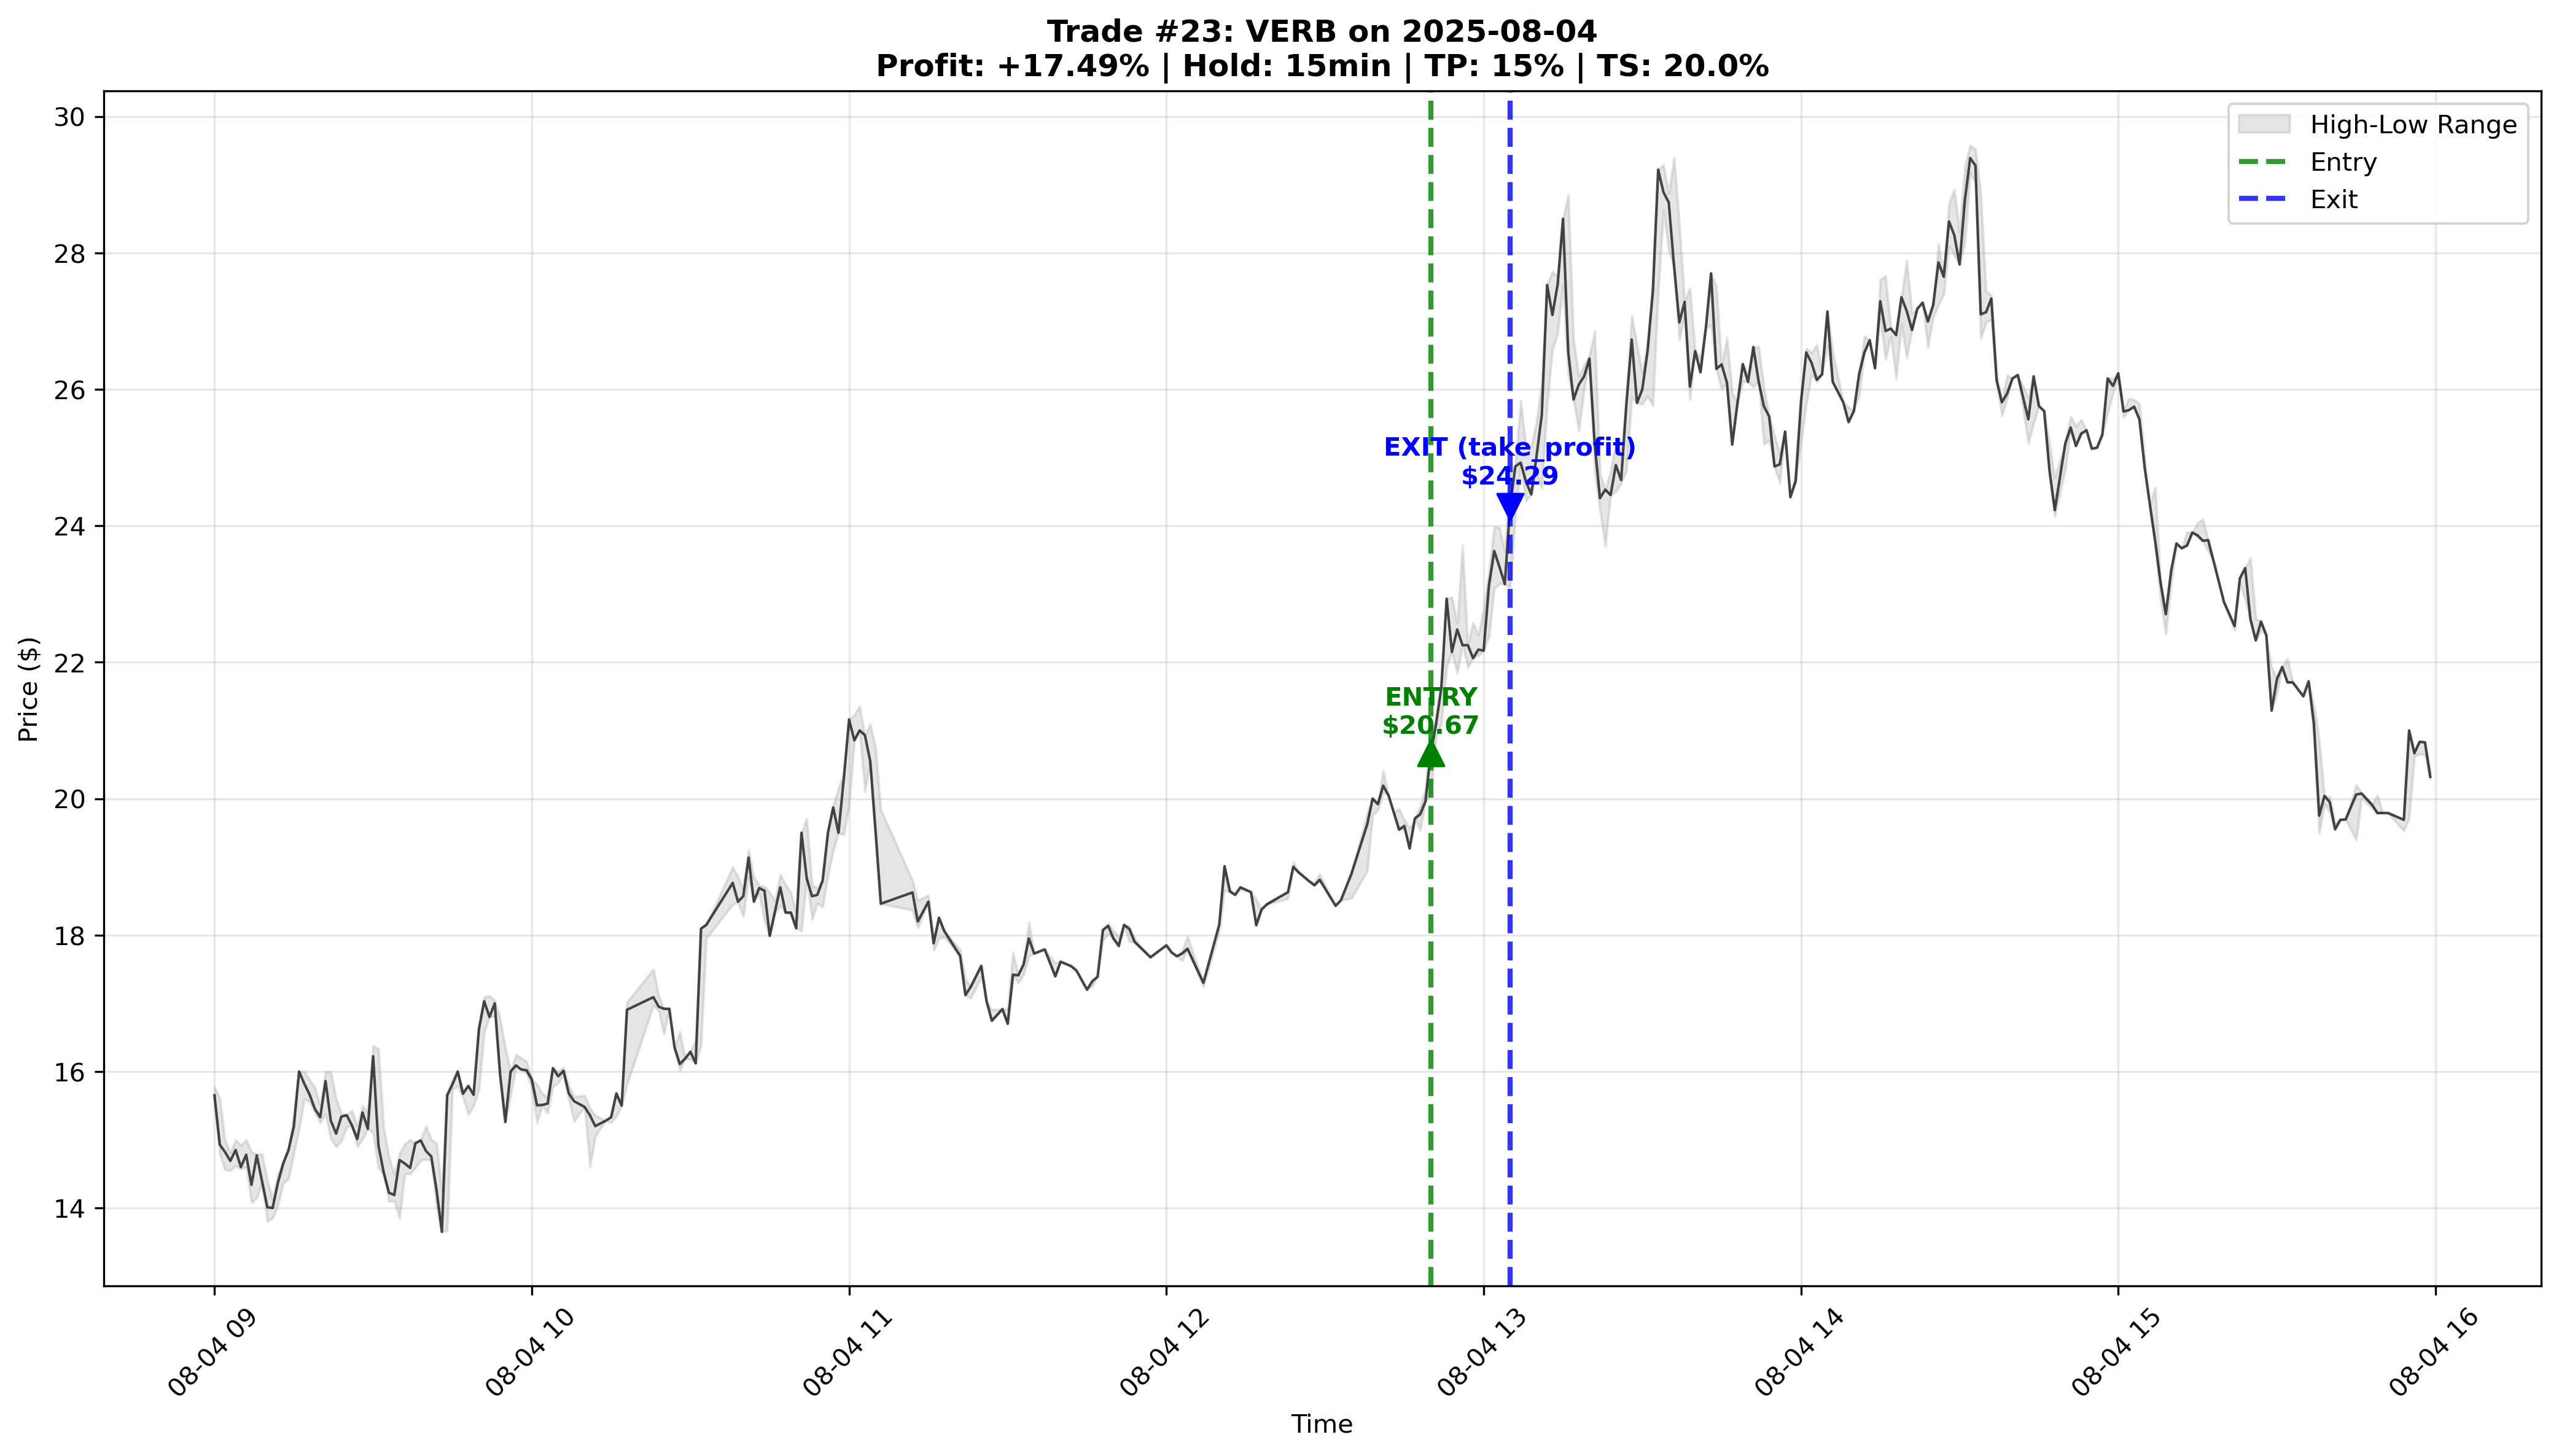 Trade #23: VERB on 2025-08-04
Profit: +17.49% | Hold: 15min | TP: 15% | TS: 20.0%
High-Low Range
Entry
Exit
Price ($)
30
28
26
24
22
20
18
16
14
EXIT (take_profit)
$24.29
ENTRY
$20.67
08-04 09
08-04 10
08-04 11
08-04 12
08-04 13
08-04 14
08-04 15
08-04 16
Time